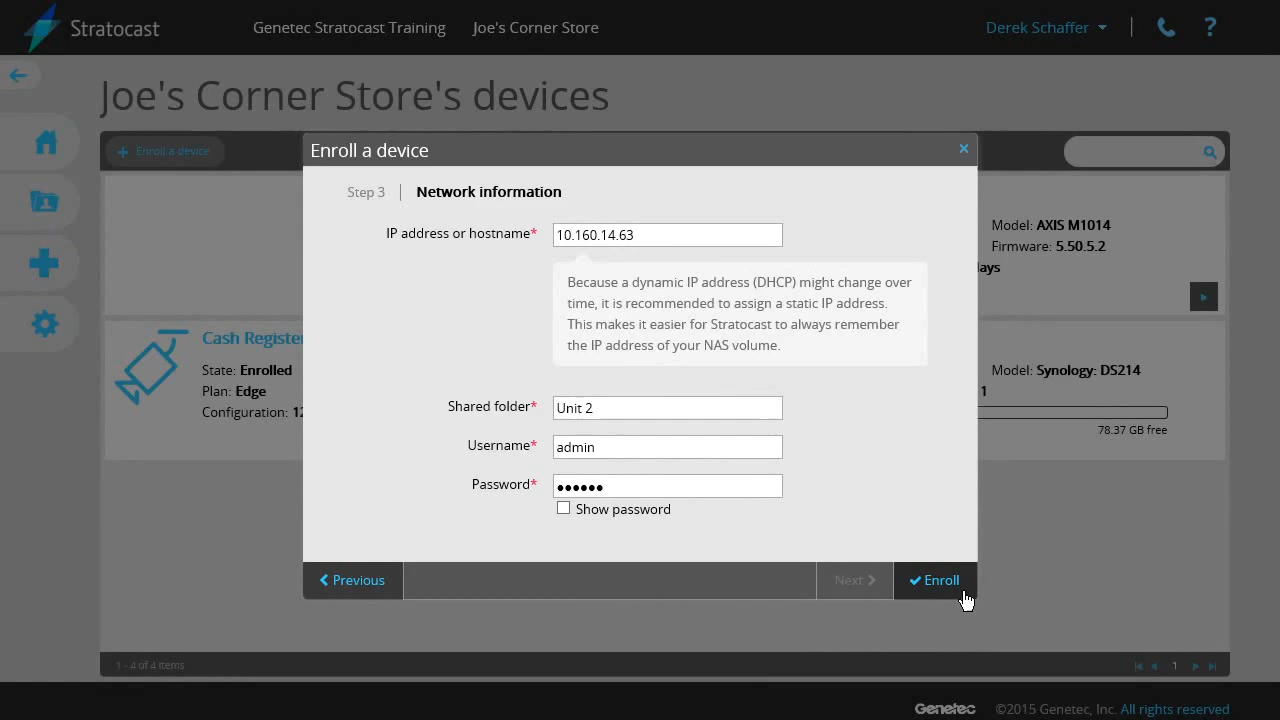 Stratocast
Genetec Stratocast Training
Joe's Corner Store
Derek Schaffer
?
Joe's Corner Store's devices
+ Enroll a device
Enroll a device
×
Step 3 | Network information
IP address or hostname*
10.160.14.63
Because a dynamic IP address (DHCP) might change over
time, it is recommended to assign a static IP address.
This makes it easier for Stratocast to always remember
the IP address of your NAS volume.
Shared folder*
Unit 2
Username*
admin
Password*
••••••
Show password
Previous
Next
Enroll
Model: AXIS M1014
Firmware: 5.50.5.2
Cash Register
State: Enrolled
Plan: Edge
Configuration: 12
Model: Synology: DS214
1
78.37 GB free
1 - 4 of 4 items
1
Genetec
©2015 Genetec, Inc. All rights reserved